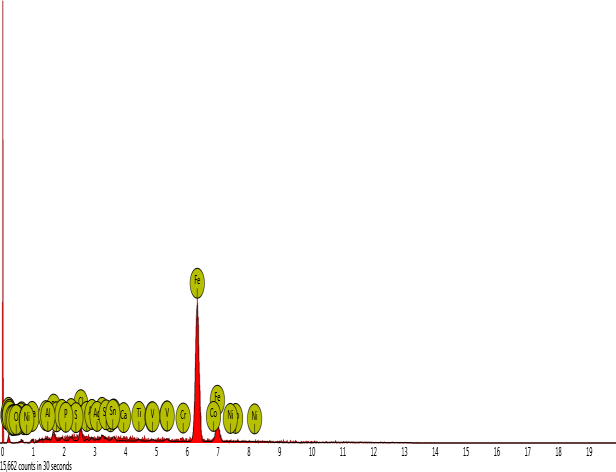 Fe
Fe
O Ni Al S Sn Ca Ti V V Cr Co Ni Ni
0 1 2 3 4 5 6 7 8 9 10 11 12 13 14 15 16 17 18 19
15,662 counts in 30 seconds